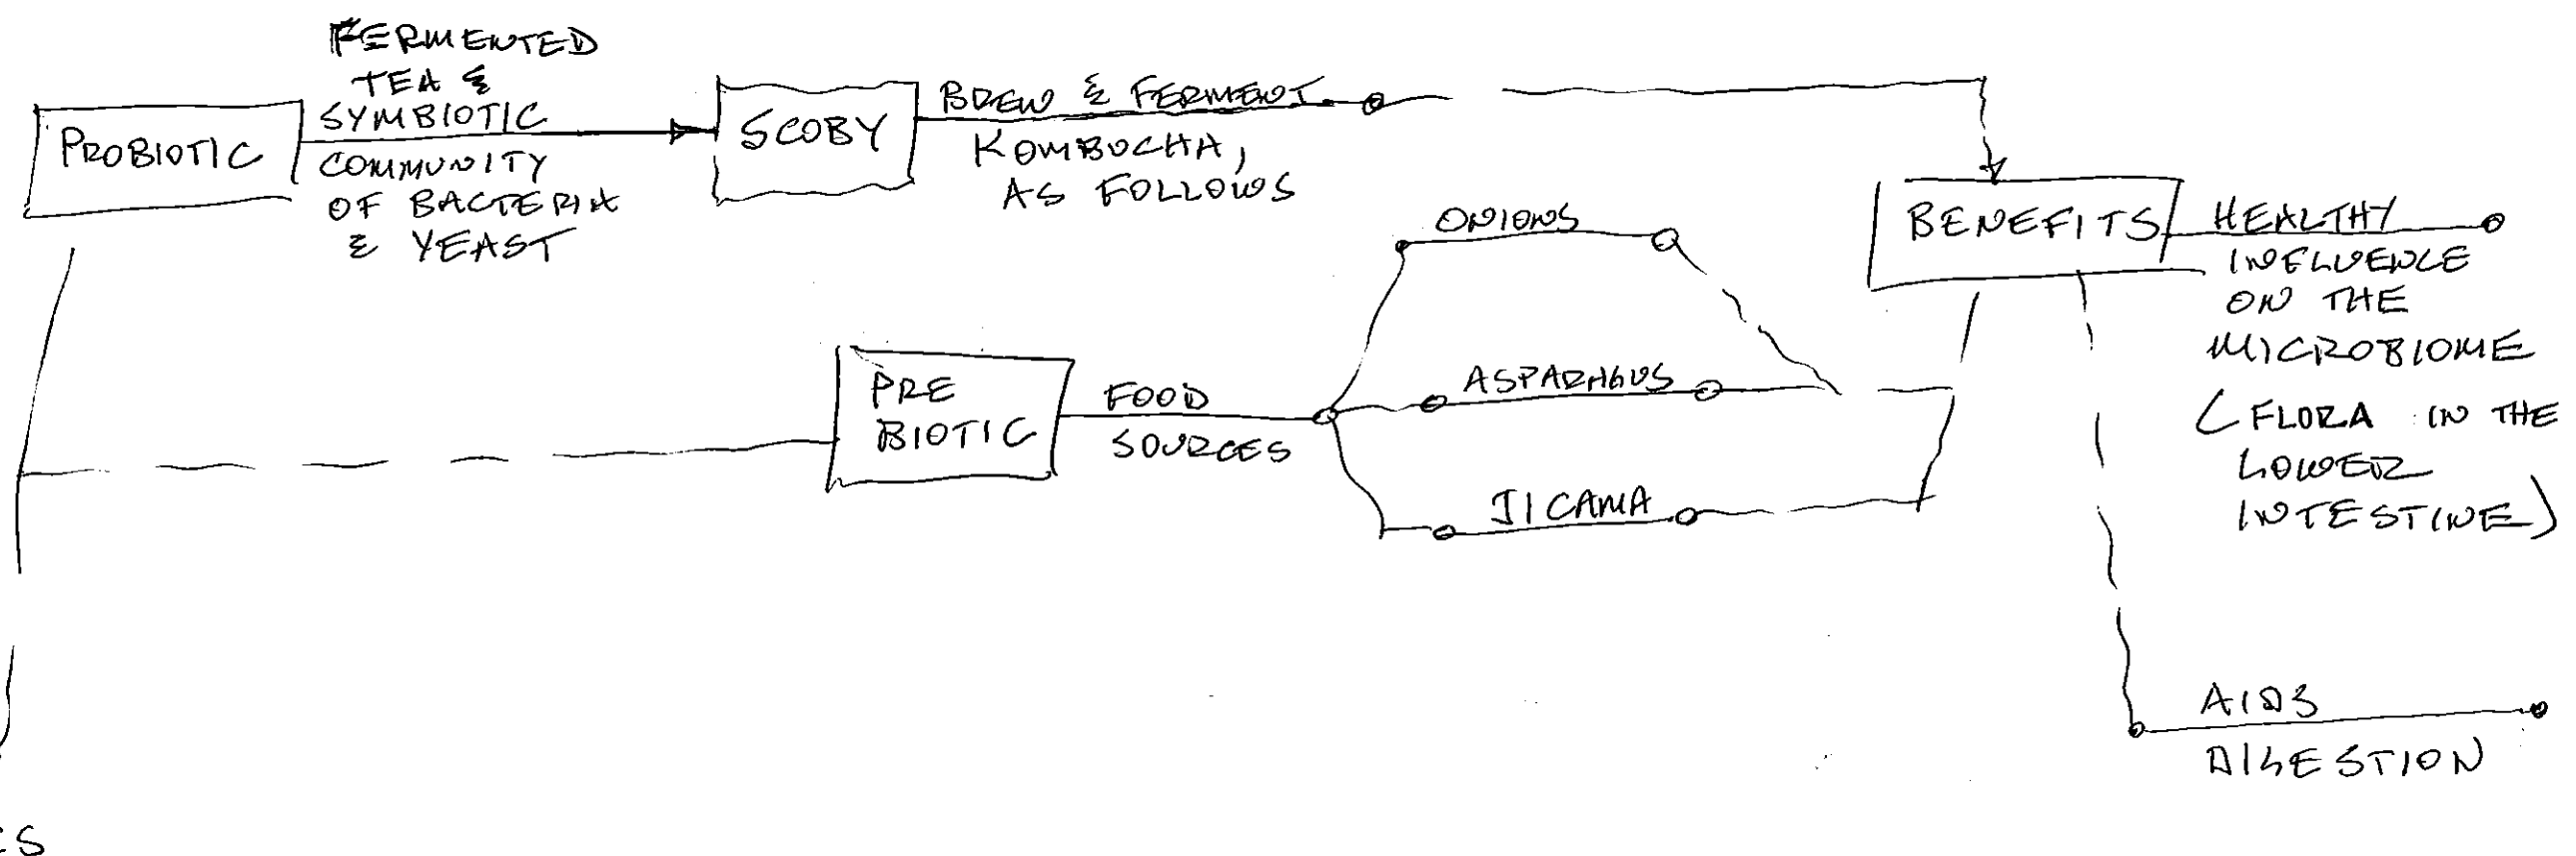 FERMENTED
TEA &
SYMBIOTIC
COMMUNITY
OF BACTERIA
& YEAST
PROBIOTIC
SCOBY
BREW & FERMENT
KOMBUCHA,
AS FOLLOWS
ONIONS
ASPARAGUS
JICAMA
PRE
BIOTIC
FOOD
SOURCES
BENEFITS
HEALTHY
INFLUENCE
ON THE
MICROBIOME
(FLORA IN THE
LOWER
INTESTINE)
AIDS
DIGESTION
ES